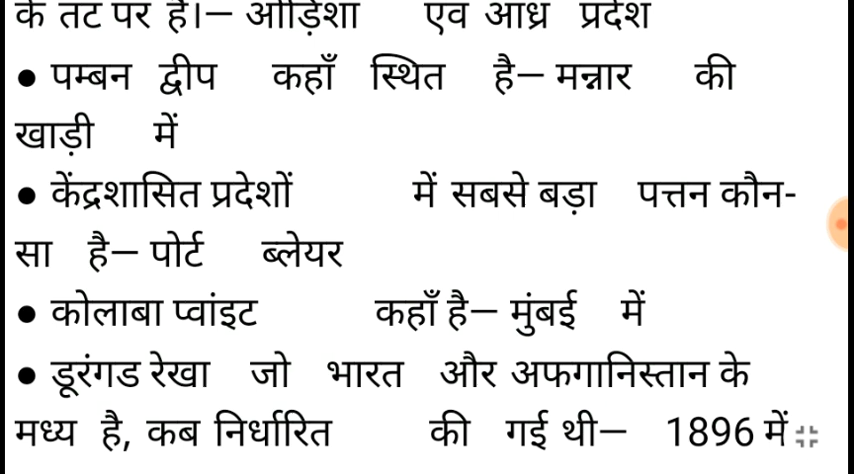 के तट पर है।— ओड़िशा एवं आंध्र प्रदेश
● पम्बन द्वीप कहाँ स्थित है— मन्नार की
खाड़ी में
● केंद्रशासित प्रदेशों में सबसे बड़ा पत्तन कौन-
सा है— पोर्ट ब्लेयर
● कोलाबा प्वांइट कहाँ है— मुंबई में
● डूरंगड रेखा जो भारत और अफगानिस्तान के
मध्य है, कब निर्धारित की गई थी— 1896 में